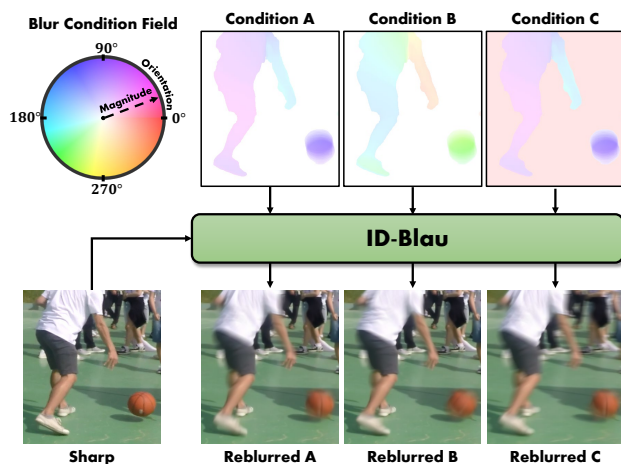 Blur Condition Field
Condition A
Condition B
Condition C
90°
Orientation
Magnitude
180°
0°
270°
ID-Blau
Sharp
Reblurred A
Reblurred B
Reblurred C